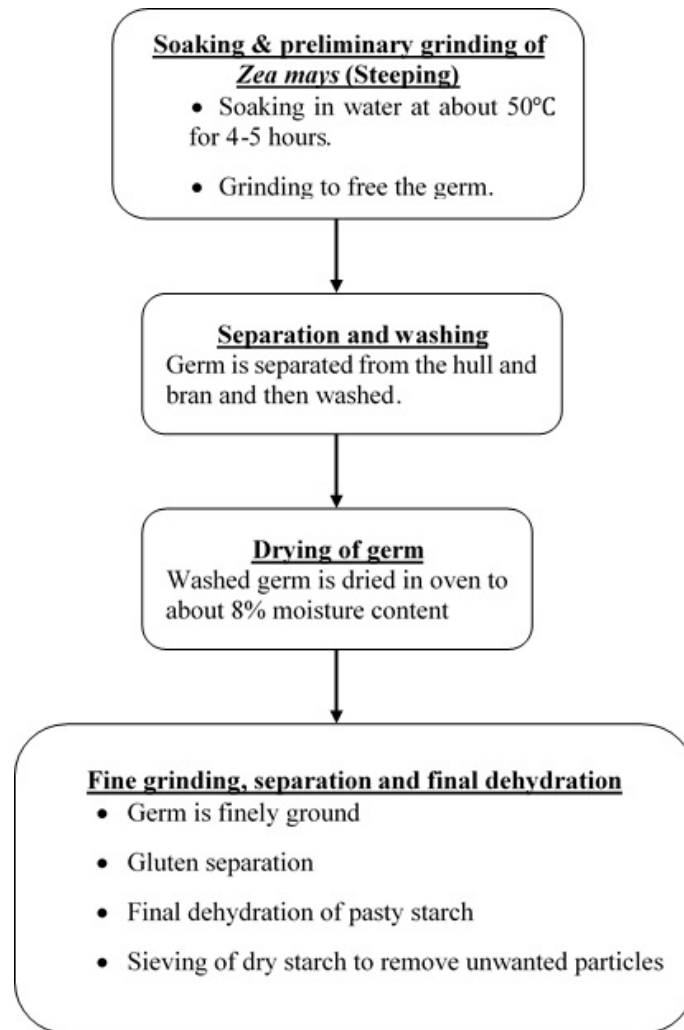 Soaking & preliminary grinding of
Zea mays (Steeping)
• Soaking in water at about 50℃
for 4-5 hours.
• Grinding to free the germ.
Separation and washing
Germ is separated from the hull and
bran and then washed.
Drying of germ
Washed germ is dried in oven to
about 8% moisture content
Fine grinding, separation and final dehydration
• Germ is finely ground
• Gluten separation
• Final dehydration of pasty starch
• Sieving of dry starch to remove unwanted particles